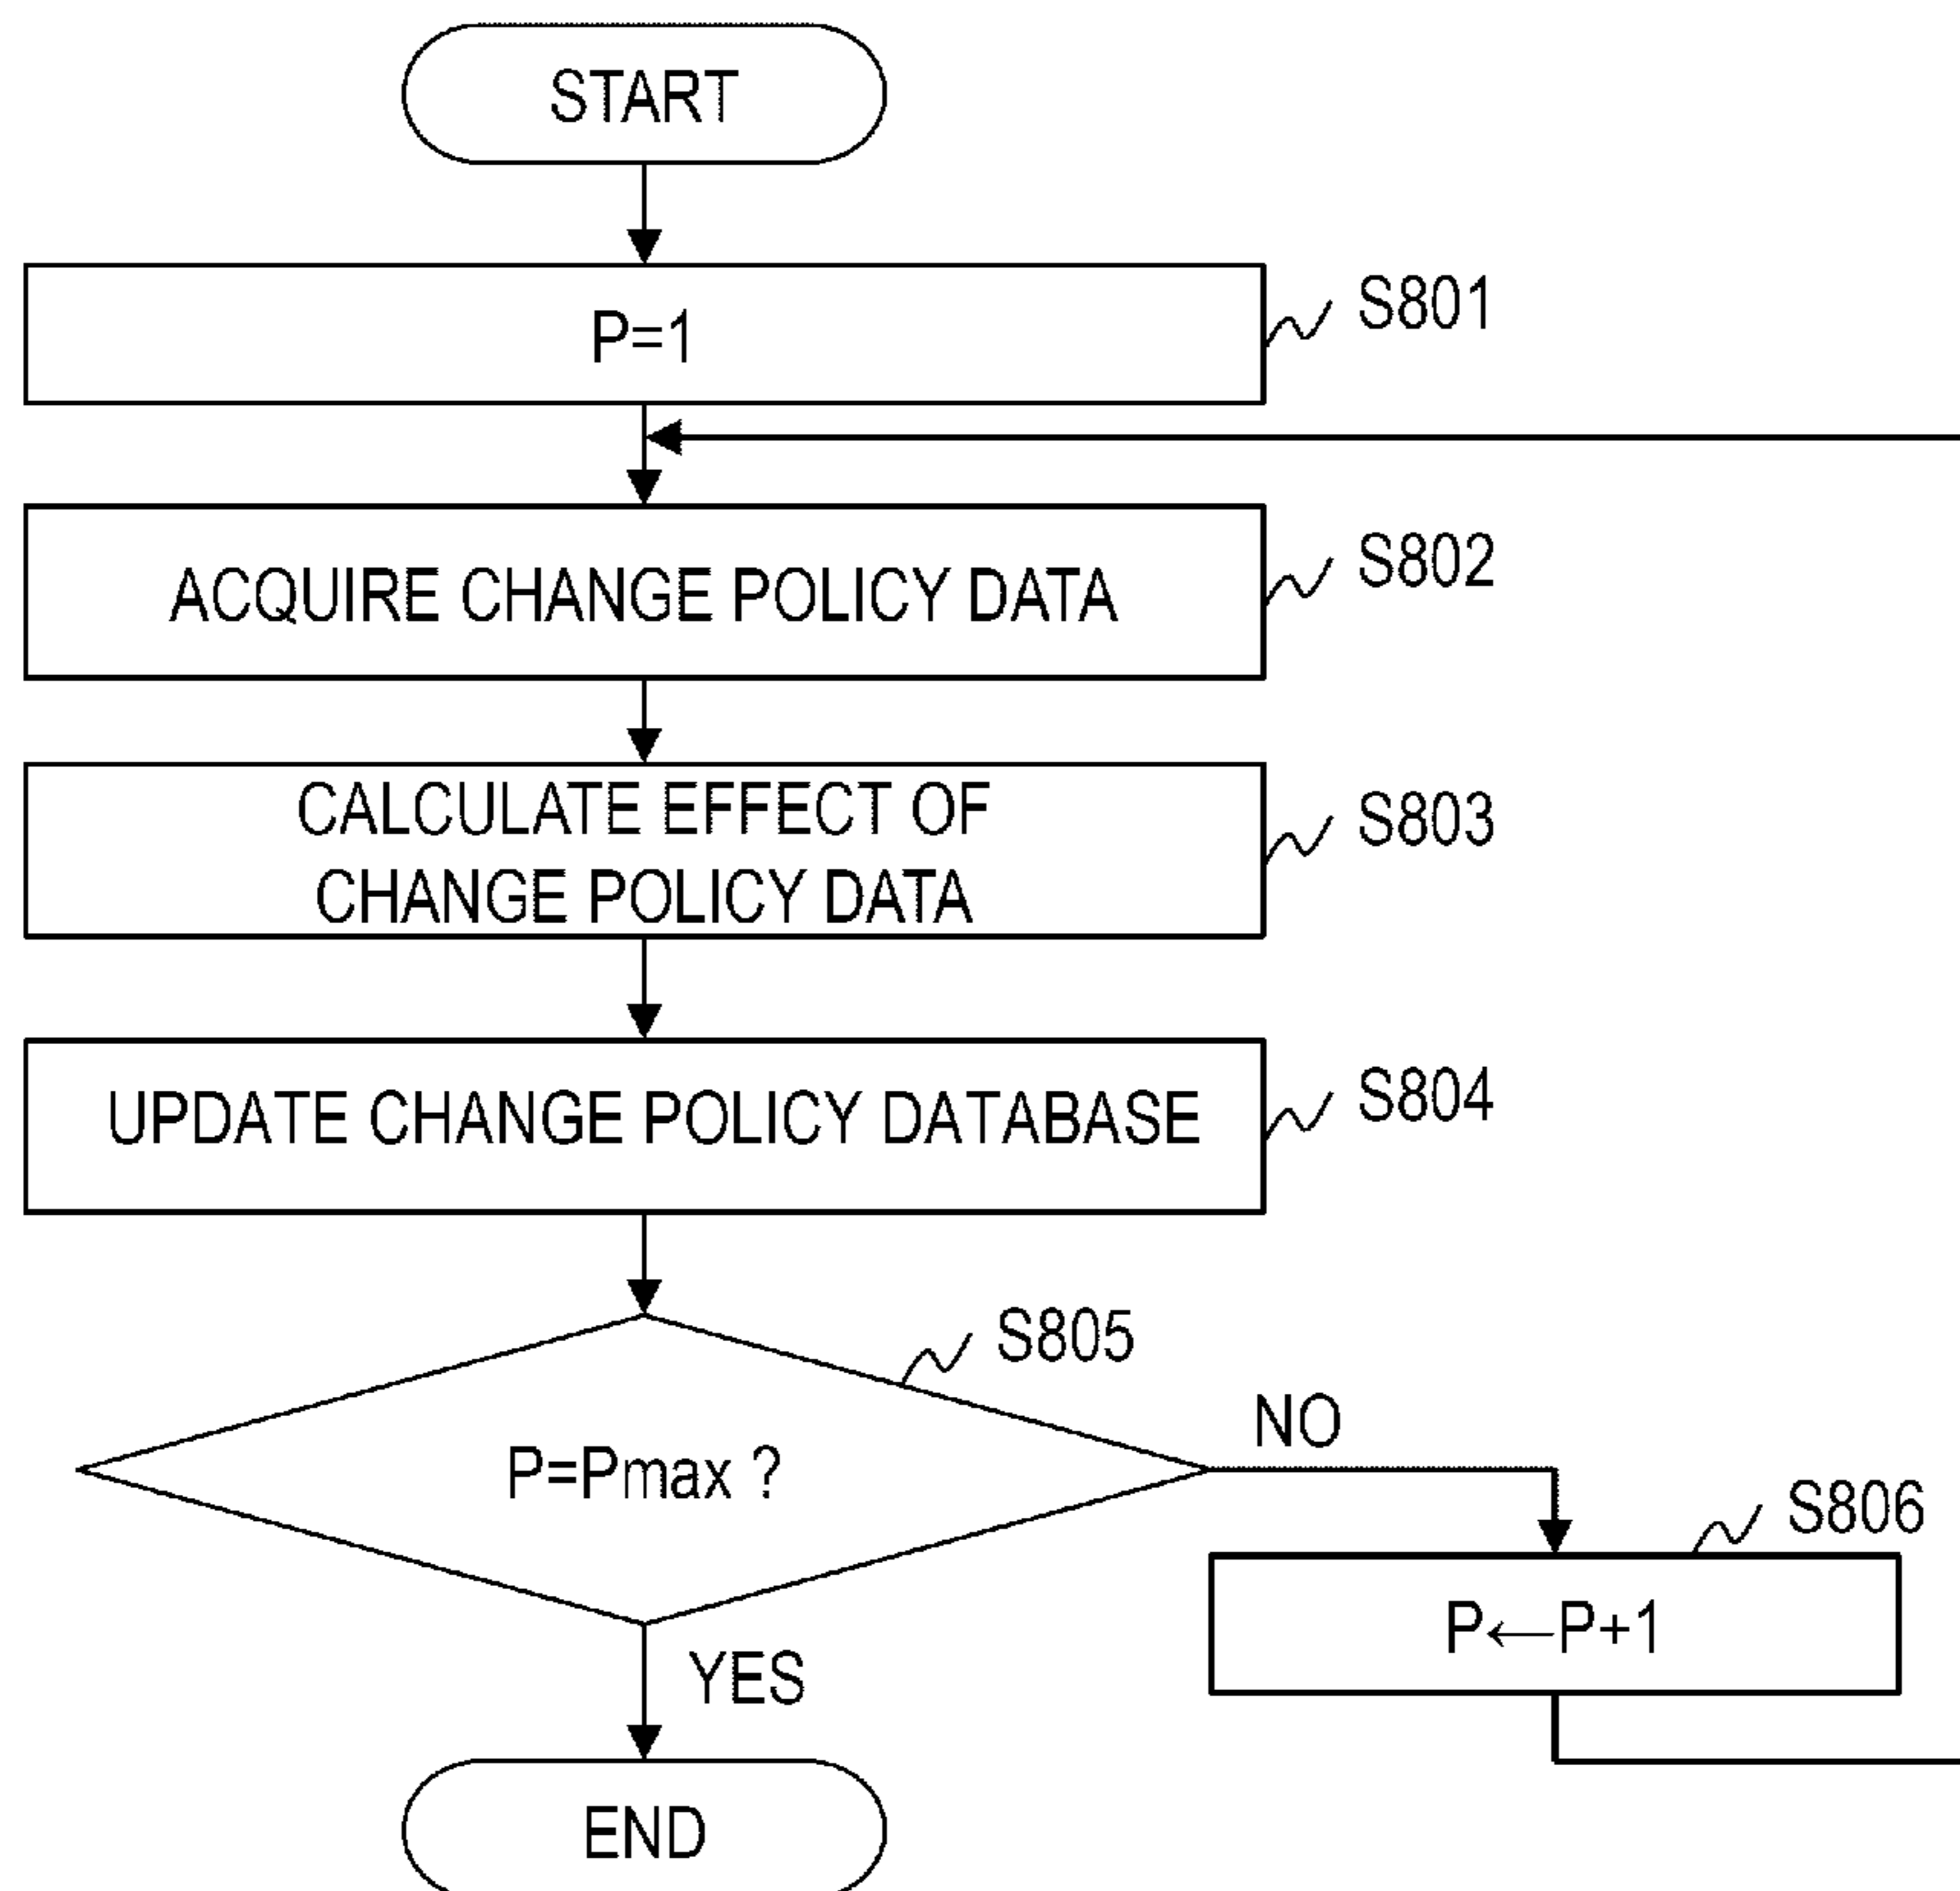 START
P=1
S801
ACQUIRE CHANGE POLICY DATA
S802
CALCULATE EFFECT OF
CHANGE POLICY DATA
S803
UPDATE CHANGE POLICY DATABASE
S804
S805
P=Pmax ?
NO
S806
P←P+1
YES
END